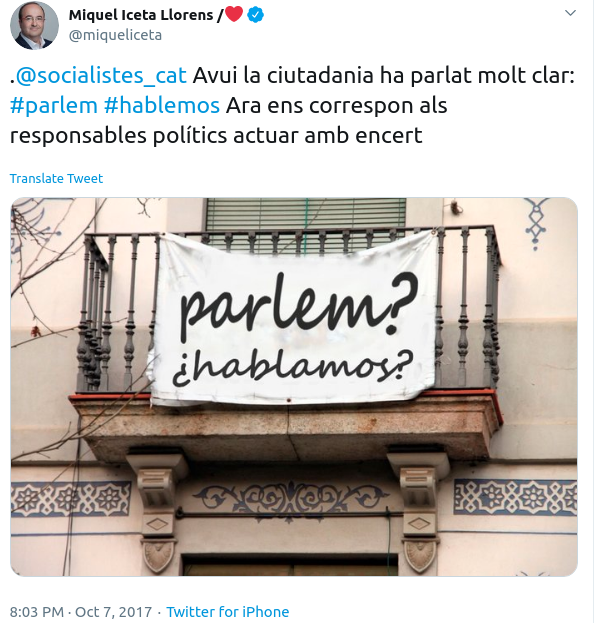 Miquel Iceta Llorens /❤️
@miqueliceta
.@socialistes_cat Avui la ciutadania ha parlat molt clar:
#parlem #hablemos Ara ens correspon als
responsables polítics actuar amb encert
Translate Tweet
parlem?
¿hablamos?
8:03 PM · Oct 7, 2017 · Twitter for iPhone